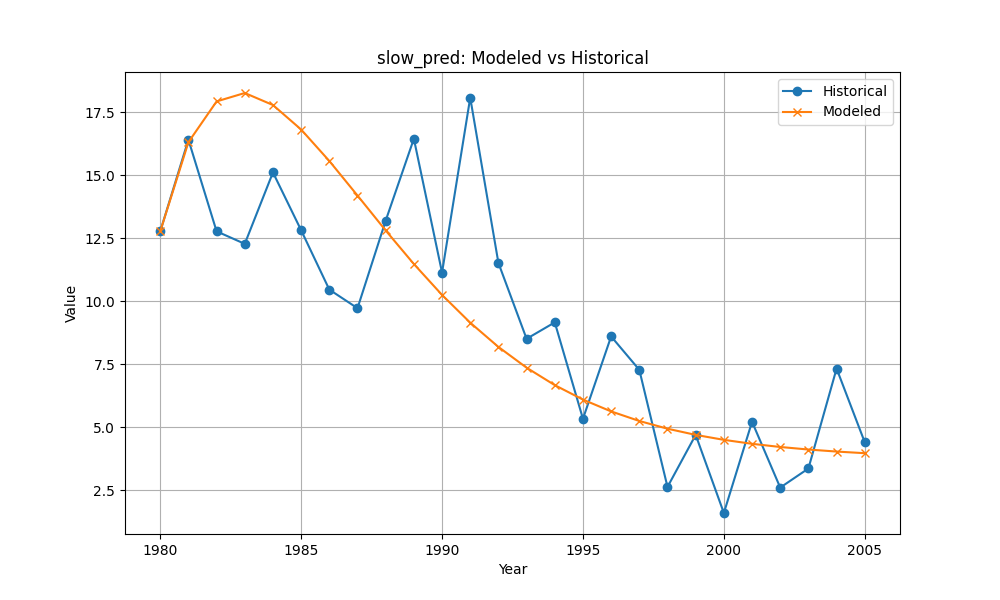 slow_pred: Modeled vs Historical
Historical
Modeled
Value
17.5
15.0
12.5
10.0
7.5
5.0
2.5
1980 1985 1990 1995 2000 2005
Year